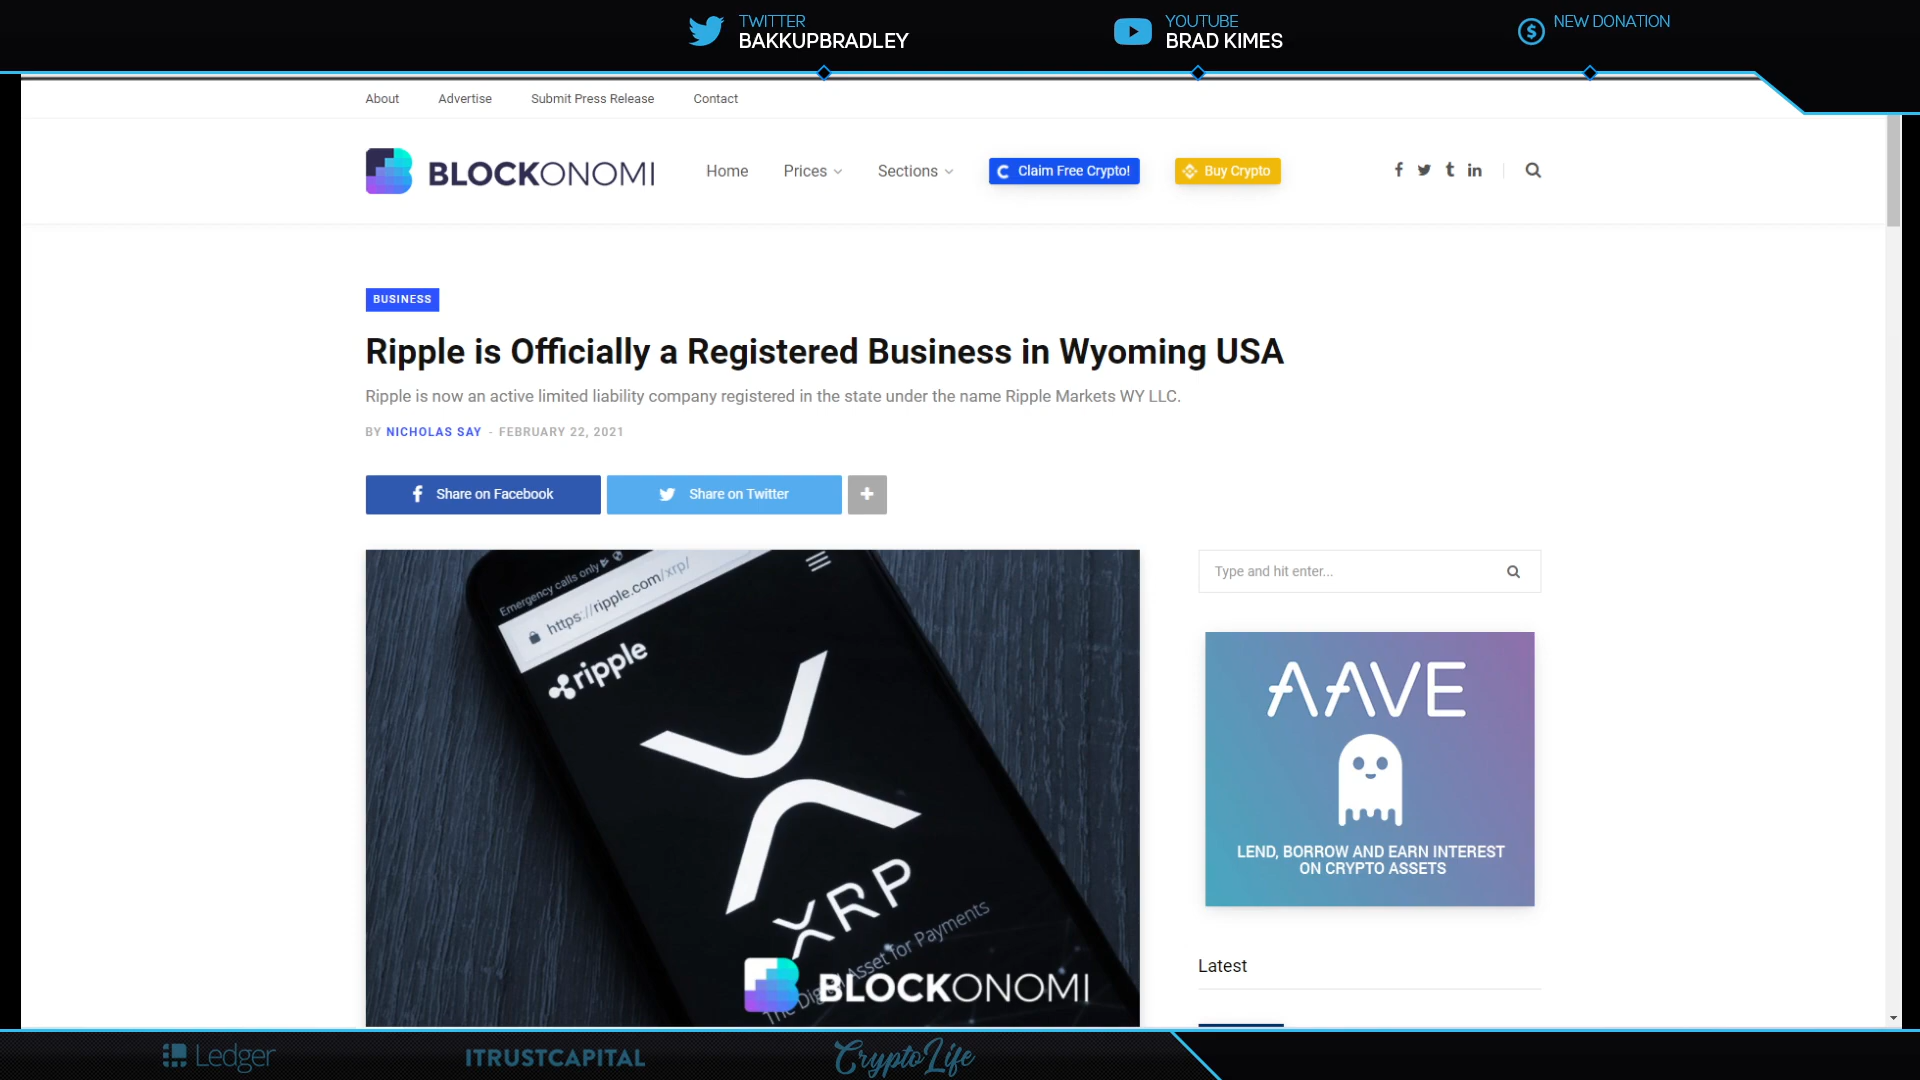 TWITTER
BAKKUPBRADLEY
YOUTUBE
BRAD KIMES
NEW DONATION
About Advertise Submit Press Release Contact
BLOCKONOMI Home Prices Sections Claim Free Crypto! Buy Crypto
BUSINESS
Ripple is Officially a Registered Business in Wyoming USA
Ripple is now an active limited liability company registered in the state under the name Ripple Markets WY LLC.
BY NICHOLAS SAY - FEBRUARY 22, 2021
Share on Facebook Share on Twitter
Emergency calls only
https://ripple.com/xrp/
ripple
XRP
The Digital Asset for Payments
BLOCKONOMI
Type and hit enter...
AAVE
LEND, BORROW AND EARN INTEREST
ON CRYPTO ASSETS
Latest
Ledger ITRUSTCAPITAL CryptoLife